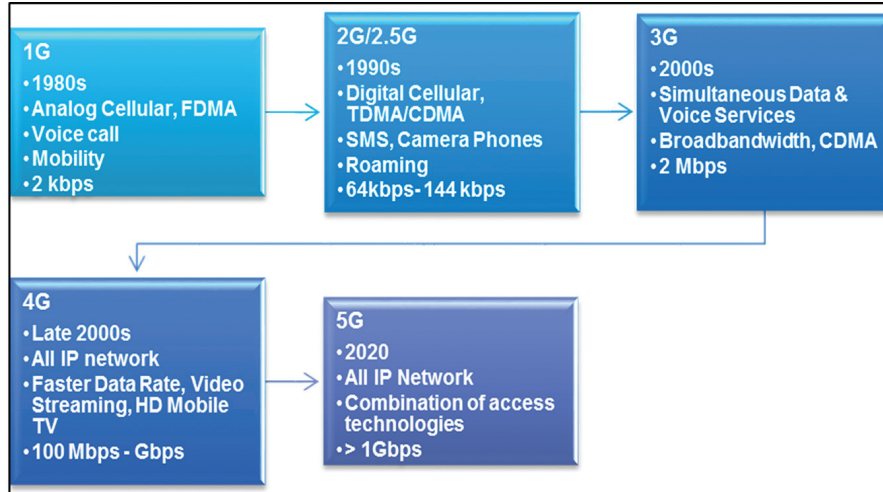 1G
•1980s
•Analog Cellular, FDMA
•Voice call
•Mobility
•2 kbps
2G/2.5G
•1990s
•Digital Cellular,
TDMA/CDMA
•SMS, Camera Phones
•Roaming
•64kbps- 144 kbps
3G
•2000s
•Simultaneous Data &
Voice Services
•Broadbandwidth, CDMA
•2 Mbps
4G
•Late 2000s
•All IP network
•Faster Data Rate, Video
Streaming, HD Mobile
TV
•100 Mbps - Gbps
5G
•2020
•All IP Network
•Combination of access
technologies
•> 1Gbps